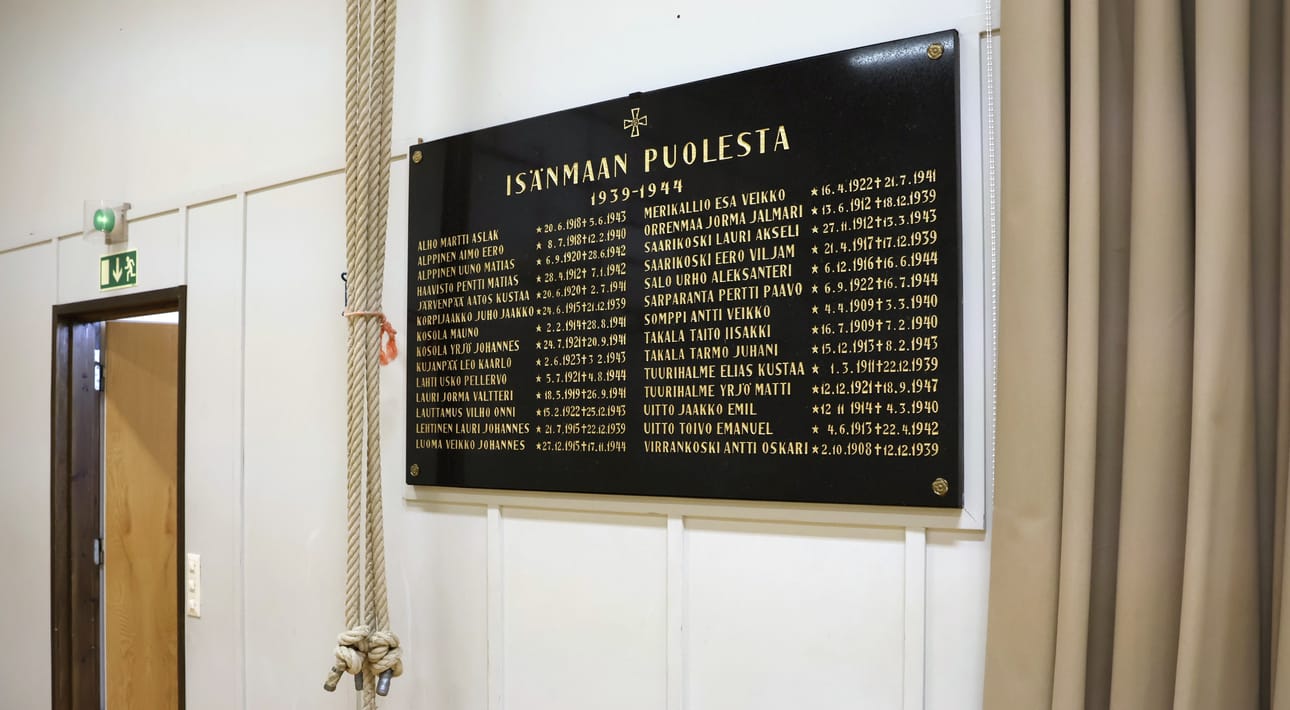 ISÄNMAAN PUOLESTA
1939-1944
ALHO MARTTI ASLAK ★20.6.1918✝5.6.1943
ALPPINEN AIMO EERO ★ 8.7.1918✝12.2.1940
ALPPINEN UUNO MATIAS ★ 6.9.1920✝28.6.1942
HAAVISTO PENTTI MATIAS ★28.4.1912✝ 7.1.1942
JÄRVENPÄÄ AATOS KUSTAA ★20.6.1920✝ 2.7.1941
KORPIJAAKKO JUHO JAAKKO ★24.6.1915✝21.12.1939
KOSOLA MAUNO ★ 2.2.1914✝28.8.1941
KOSOLA YRJÖ JOHANNES ★24.7.1921✝20.9.1941
KUJANPÄÄ LEO KAARLO ★ 2.6.1923✝3 2.1943
LAHTI USKO PELLERVO ★ 5.7.1921✝4.8.1944
LAURI JORMA VALTTERI ★18.5.1919✝26.9.1941
LAUTTAMUS VILHO ONNI ★15.2.1922✝25.12.1943
LEHTINEN LAURI JOHANNES ★21.7.1915✝22.12.1939
LUOMA VEIKKO JOHANNES ★27.12.1915✝17.11.1944
MERIKALLIO ESA VEIKKO ★16.4.1922✝21.7.1941
ORRENMAA JORMA JALMARI ★13.6.1912✝18.12.1939
SAARIKOSKI LAURI AKSELI ★27.11.1912✝13.3.1943
SAARIKOSKI EERO VILJAM ★21.4.1917✝17.12.1939
SALO URHO ALEKSANTERI ★6.12.1916✝16.6.1944
SARPARANTA PERTTI PAAVO ★6.9.1922✝16.7.1944
SOMPPI ANTTI VEIKKO ★ 4.4.1909✝3.3.1940
TAKALA TAITO IISAKKI ★16.7.1909✝7.2.1940
TAKALA TARMO JUHANI ★15.12.1913✝8.2.1943
TUURIHALME ELIAS KUSTAA ★ 1.3.1911✝22.12.1939
TUURIHALME YRJÖ MATTI ★12.12.1921✝18.9.1947
UITTO JAAKKO EMIL ★12 11 1914✝ 4.3.1940
UITTO TOIVO EMANUEL ★ 4.6.1913✝22.4.1942
VIRRANKOSKI ANTTI OSKARI ★2.10.1908✝12.12.1939